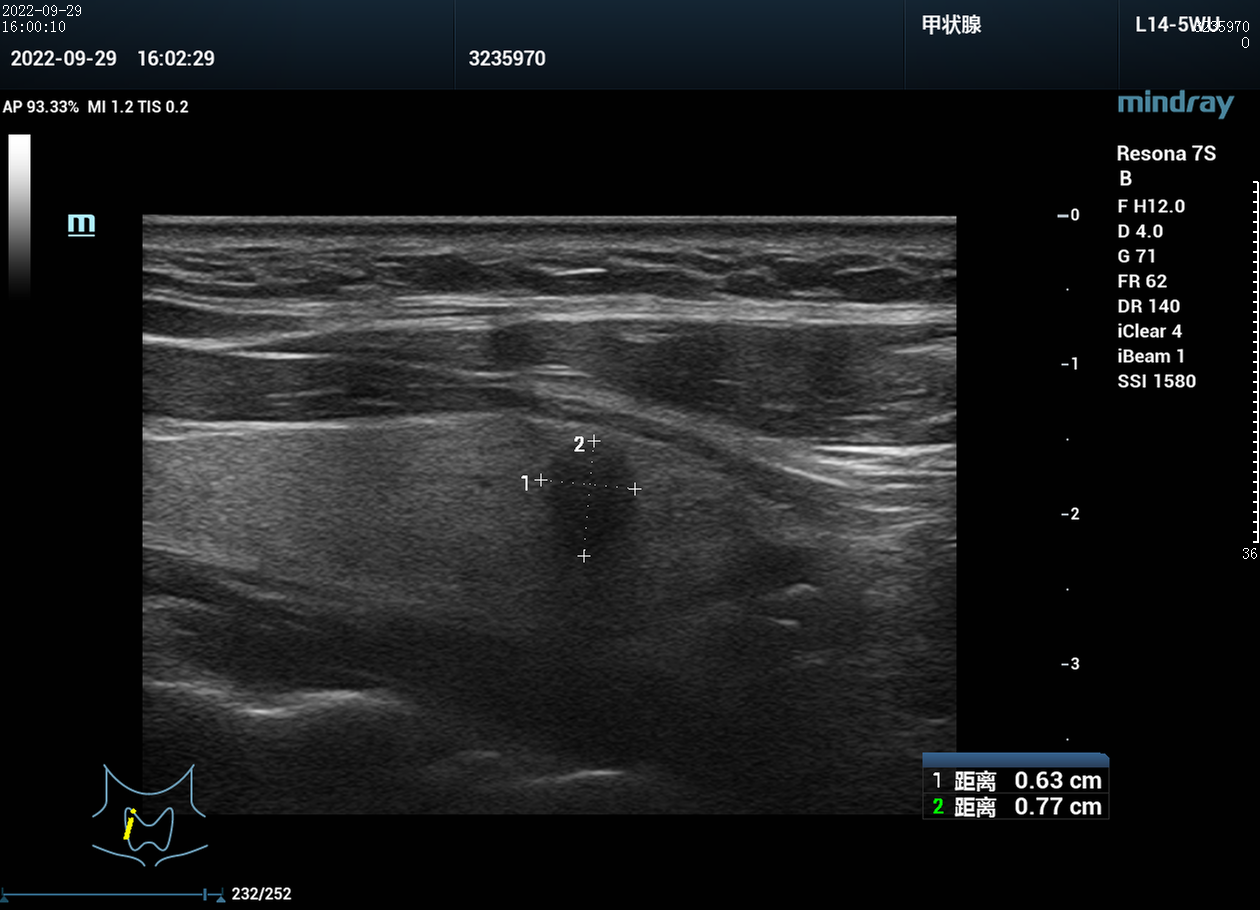 2022-09-29
16:00:10
2022-09-29 16:02:29
3235970
甲状腺
L14-5WU
3235970
0
AP 93.33% MI 1.2 TIS 0.2
mindray
m
Resona 7S
B
F H12.0
D 4.0
G 71
FR 62
DR 140
iClear 4
iBeam 1
SSI 1580
0
-1
-2
-3
36
2
1
1 距离 0.63 cm
2 距离 0.77 cm
232/252